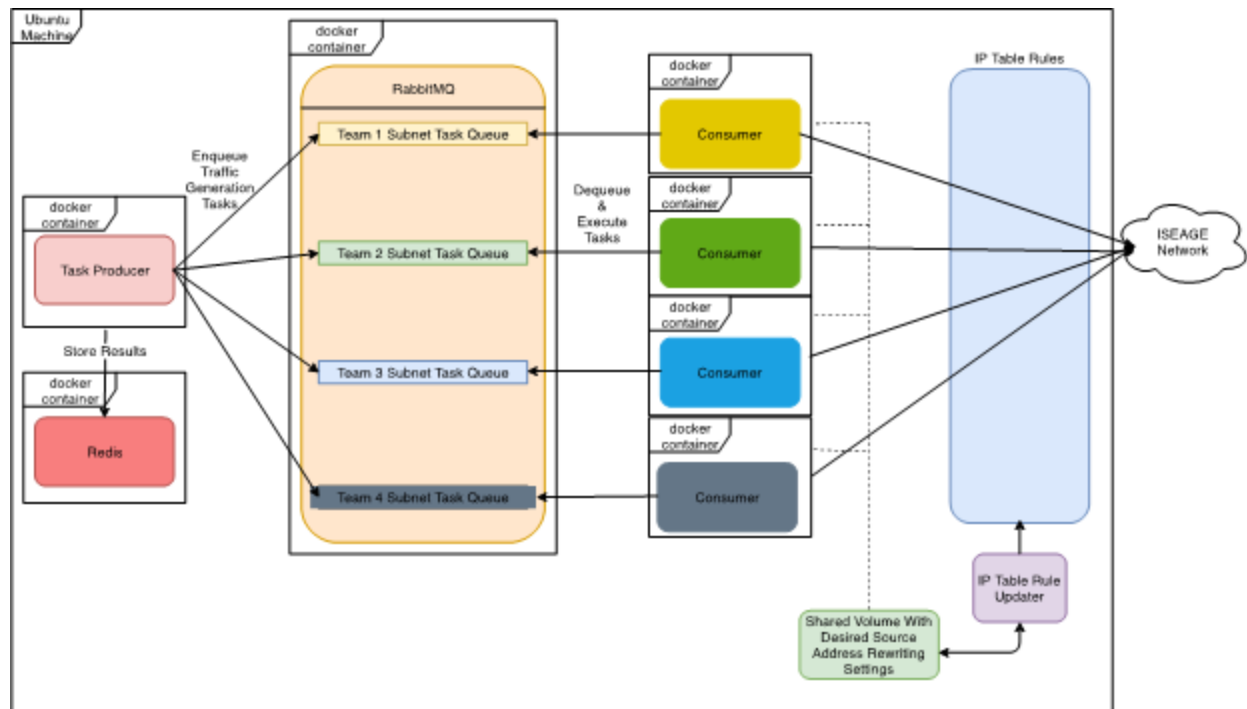 Ubuntu
Machine
docker
container
RabbitMQ
Team 1 Subnet Task Queue
Team 2 Subnet Task Queue
Team 3 Subnet Task Queue
Team 4 Subnet Task Queue
Enqueue
Traffic
Generation
Tasks
docker
container
Task Producer
Store Results
docker
container
Redis
Dequeue
&
Execute
Tasks
docker
container
Consumer
docker
container
Consumer
docker
container
Consumer
docker
container
Consumer
IP Table Rules
ISEAGE
Network
IP Table Rule
Updater
Shared Volume With
Desired Source
Address Rewriting
Settings